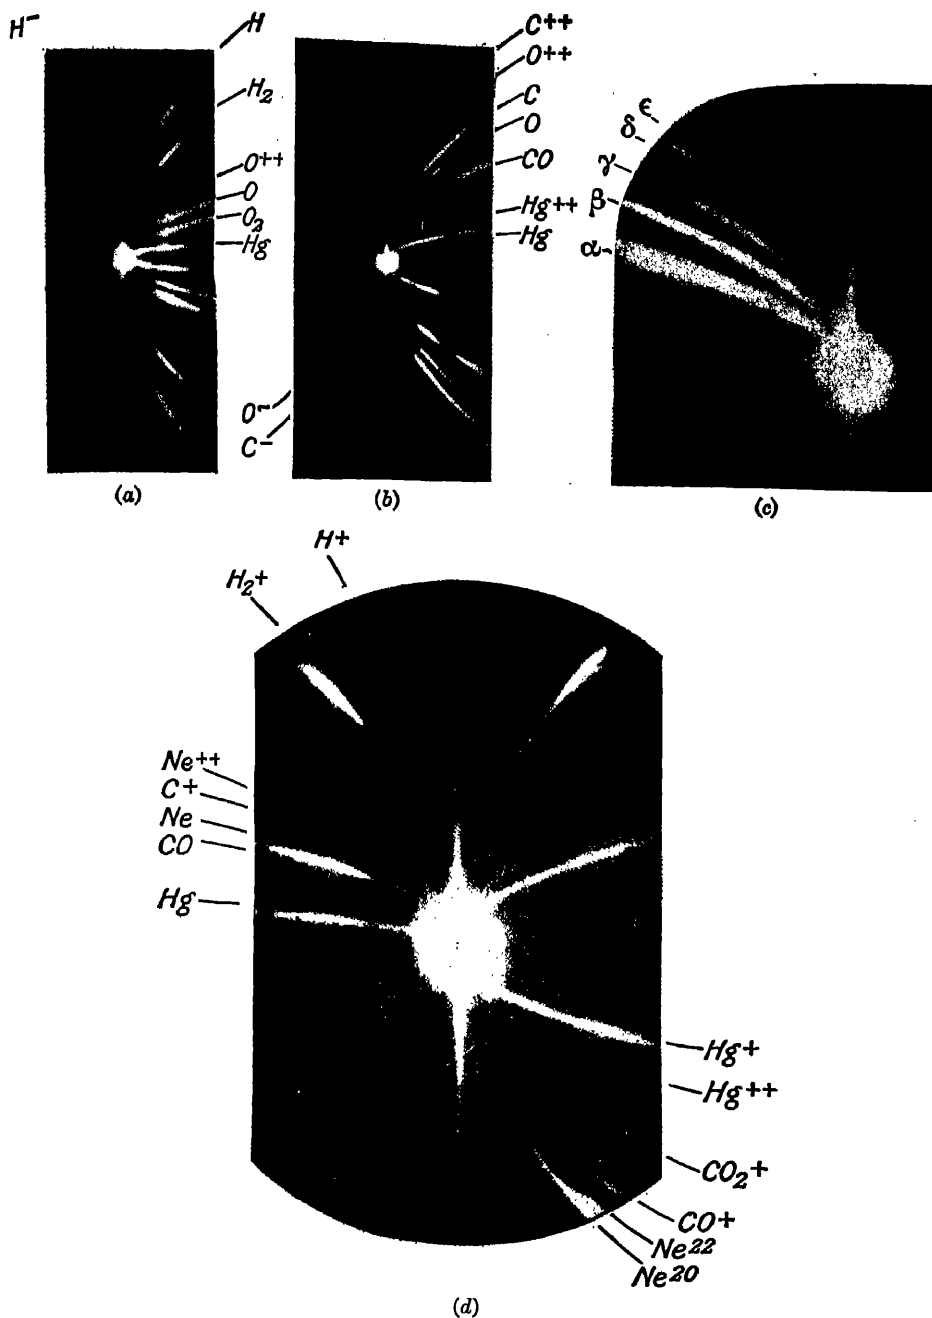 H⁻
H
H₂
O⁺⁺
O
O₂
Hg
(a)
C++
O++
C
O
CO
Hg++
Hg
O⁻
C⁻
(b)
ϵ
δ
γ
β
α
(c)
H+
H₂+
Ne⁺⁺
C+
Ne
CO
Hg
Hg+
Hg++
CO₂+
CO+
Ne²²
Ne²⁰
(d)